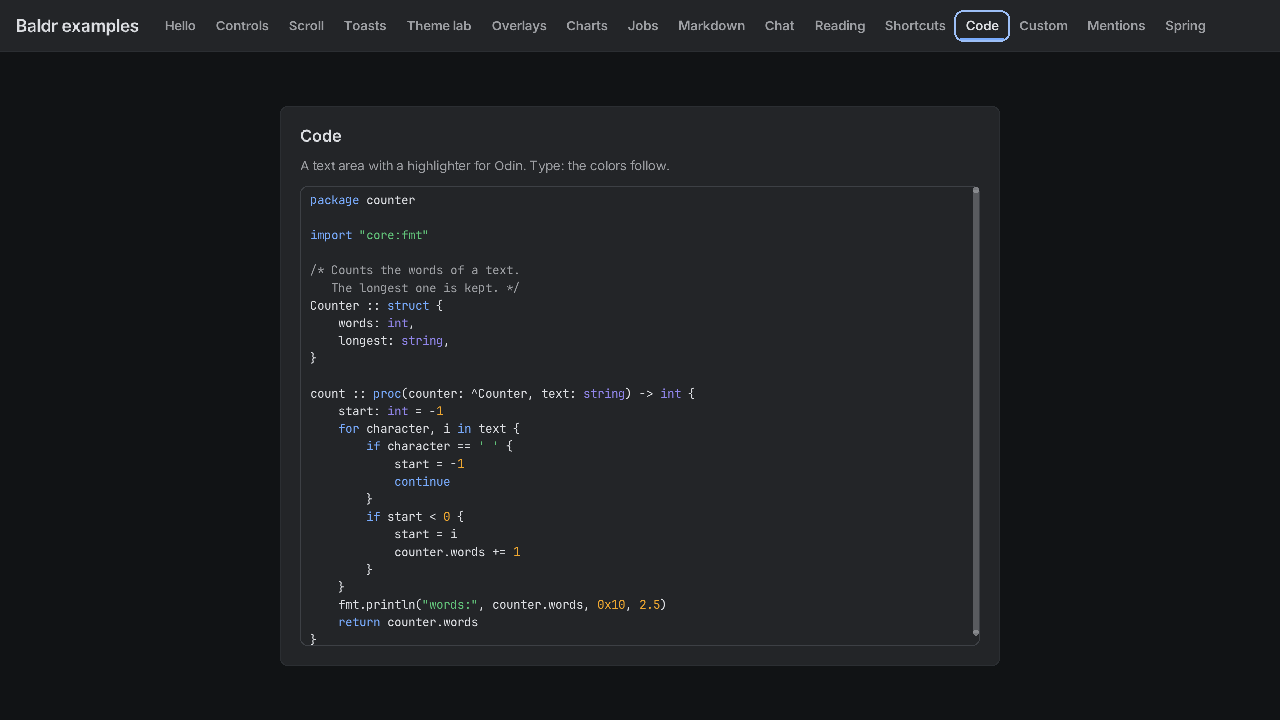 Baldr examples Hello Controls Scroll Toasts Theme lab Overlays Charts Jobs Markdown Chat Reading Shortcuts Code Custom Mentions Spring
Code
A text area with a highlighter for Odin. Type: the colors follow.
package counter

import "core:fmt"

/* Counts the words of a text.
   The longest one is kept. */
Counter :: struct {
    words: int,
    longest: string,
}

count :: proc(counter: ^Counter, text: string) -> int {
    start: int = -1
    for character, i in text {
        if character == ' ' {
            start = -1
            continue
        }
        if start < 0 {
            start = i
            counter.words += 1
        }
    }
    fmt.println("words:", counter.words, 0x10, 2.5)
    return counter.words
}